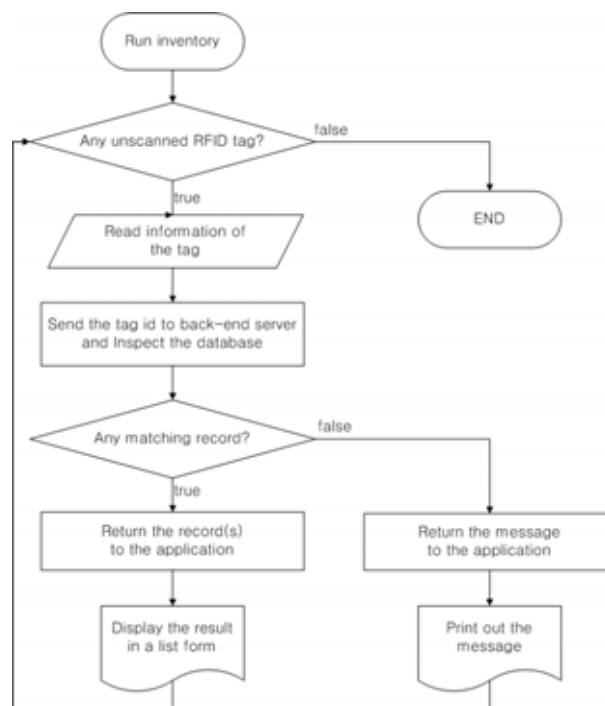 Run inventory
Any unscanned RFID tag?
false
true
END
Read information of
the tag
Send the tag id to back-end server
and Inspect the database
Any matching record?
false
true
Return the record(s)
to the application
Return the message
to the application
Display the result
in a list form
Print out the
message